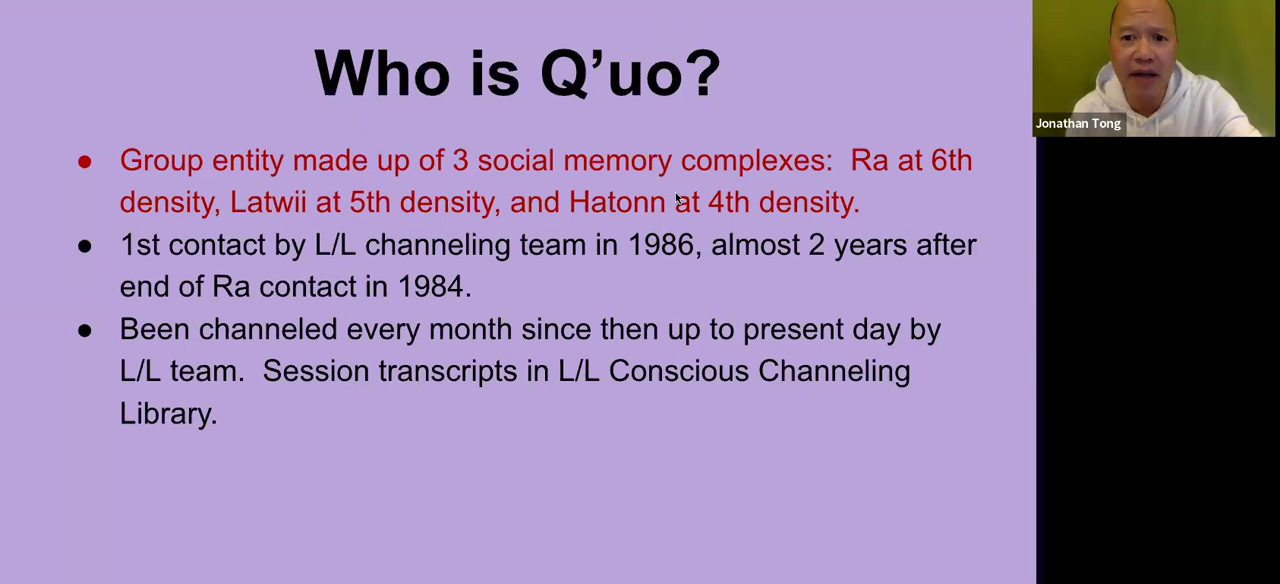 Who is Q’uo?
● Group entity made up of 3 social memory complexes:  Ra at 6th
density, Latwii at 5th density, and Hatonn at 4th density.
● 1st contact by L/L channeling team in 1986, almost 2 years after
end of Ra contact in 1984.
● Been channeled every month since then up to present day by
L/L team.  Session transcripts in L/L Conscious Channeling
Library.
Jonathan Tong